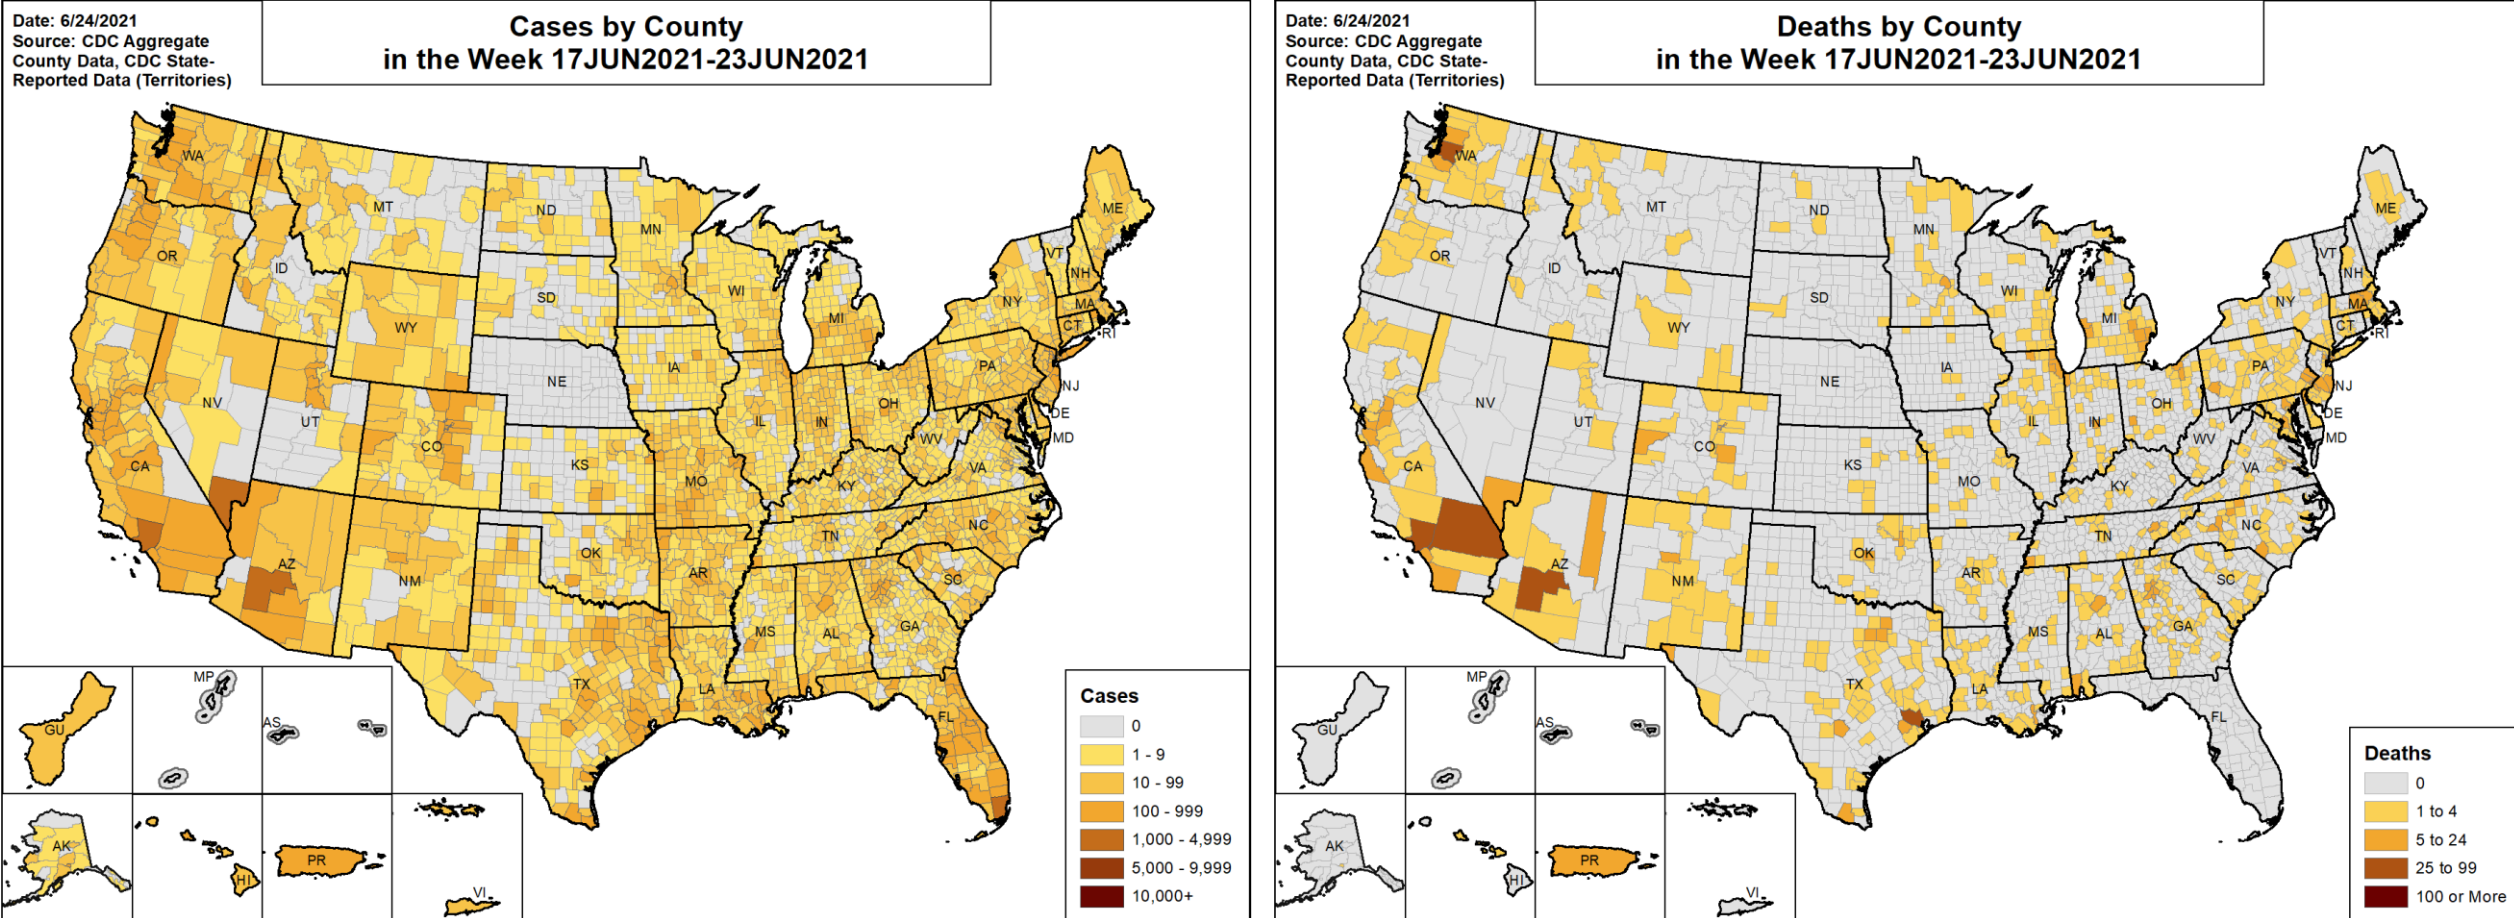 Date: 6/24/2021
Source: CDC Aggregate
County Data, CDC State-
Reported Data (Territories)
Cases by County
in the Week 17JUN2021-23JUN2021
WA
OR
ID
MT
ND
SD
NE
WY
NV
UT
CO
KS
CA
AZ
NM
OK
TX
MN
WI
IA
MO
AR
LA
IL
IN
MI
OH
KY
TN
MS
AL
GA
FL
SC
NC
VA
WV
PA
NY
VT
NH
ME
MA
CT
RI
NJ
DE
MD
GU
MP
AS
AK
HI
PR
VI
Cases
0
1 - 9
10 - 99
100 - 999
1,000 - 4,999
5,000 - 9,999
10,000+
Date: 6/24/2021
Source: CDC Aggregate
County Data, CDC State-
Reported Data (Territories)
Deaths by County
in the Week 17JUN2021-23JUN2021
WA
OR
ID
MT
ND
SD
NE
WY
NV
UT
CO
KS
CA
AZ
NM
OK
TX
MN
WI
IA
MO
AR
LA
IL
IN
MI
OH
KY
TN
MS
AL
GA
FL
SC
NC
VA
WV
PA
NY
VT
NH
ME
MA
CT
RI
NJ
DE
MD
GU
MP
AS
AK
HI
PR
VI
Deaths
0
1 to 4
5 to 24
25 to 99
100 or More